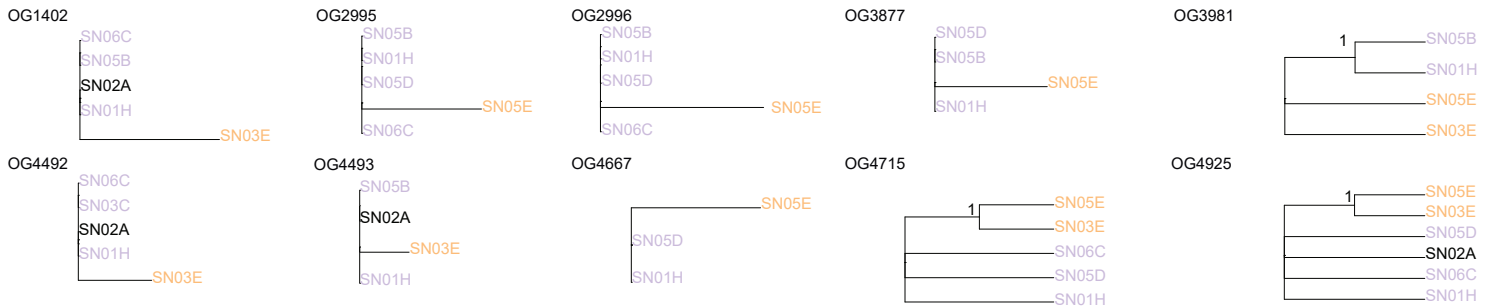 OG1402
SN06C
SN05B
SN02A
SN01H
SN03E
OG2995
SN05B
SN01H
SN05D
SN05E
SN06C
OG2996
SN05B
SN01H
SN05D
SN05E
SN06C
OG3877
SN05D
SN05B
SN05E
SN01H
OG3981
1
SN05B
SN01H
SN05E
SN03E
OG4492
SN06C
SN03C
SN02A
SN01H
SN03E
OG4493
SN05B
SN02A
SN03E
SN01H
OG4667
SN05E
SN05D
SN01H
OG4715
1
SN05E
SN03E
SN06C
SN05D
SN01H
OG4925
1
SN05E
SN03E
SN05D
SN02A
SN06C
SN01H